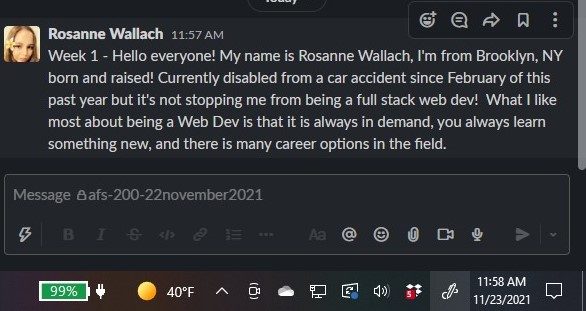 Today
Rosanne Wallach 11:57 AM
Week 1 - Hello everyone! My name is Rosanne Wallach, I'm from Brooklyn, NY
born and raised! Currently disabled from a car accident since February of this
past year but it's not stopping me from being a full stack web dev!  What I like
most about being a Web Dev is that it is always in demand, you always learn
something new, and there is many career options in the field.
Message afs-200-22november2021
B I S </> Aa @
99% 40°F 11:58 AM
11/23/2021